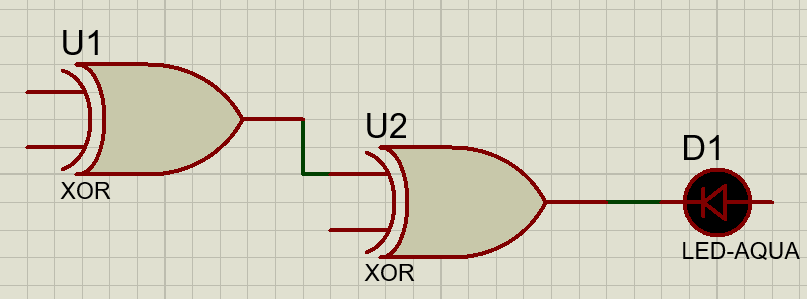 U1
XOR
U2
XOR
D1
LED-AQUA